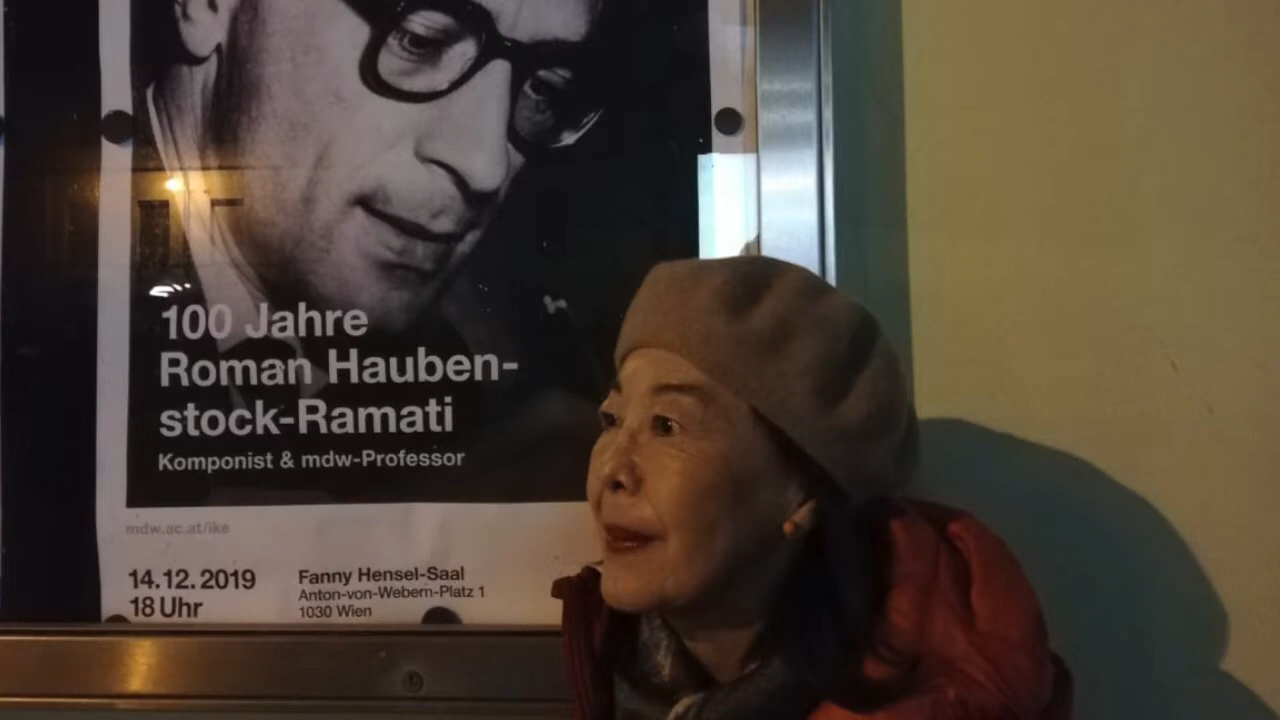 100 Jahre
Roman Hauben-
stock-Ramati
Komponist & mdw-Professor
mdw.ac.at/ike
14.12.2019
18 Uhr
Fanny Hensel-Saal
Anton-von-Webern-Platz 1
1030 Wien